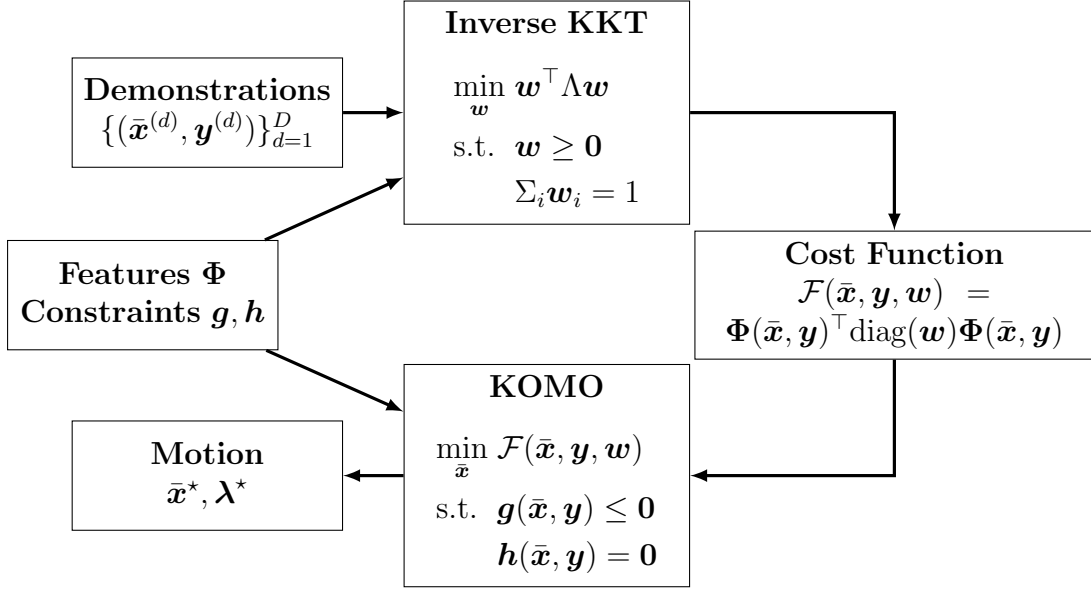 Inverse KKT
min_𝒘 𝒘^⊤ Λ 𝒘
s.t. 𝒘 ≥ 𝟎
Σ_i 𝒘_i = 1
Demonstrations
{(x̄^(d), y^(d))}_{d=1}^D
Features Φ
Constraints g, h
Cost Function
ℱ(x̄, y, w) =
Φ(x̄, y)^⊤ diag(w) Φ(x̄, y)
KOMO
min_x̄ ℱ(x̄, y, w)
s.t. g(x̄, y) ≤ 0
h(x̄, y) = 0
Motion
x̄^⋆, λ^⋆